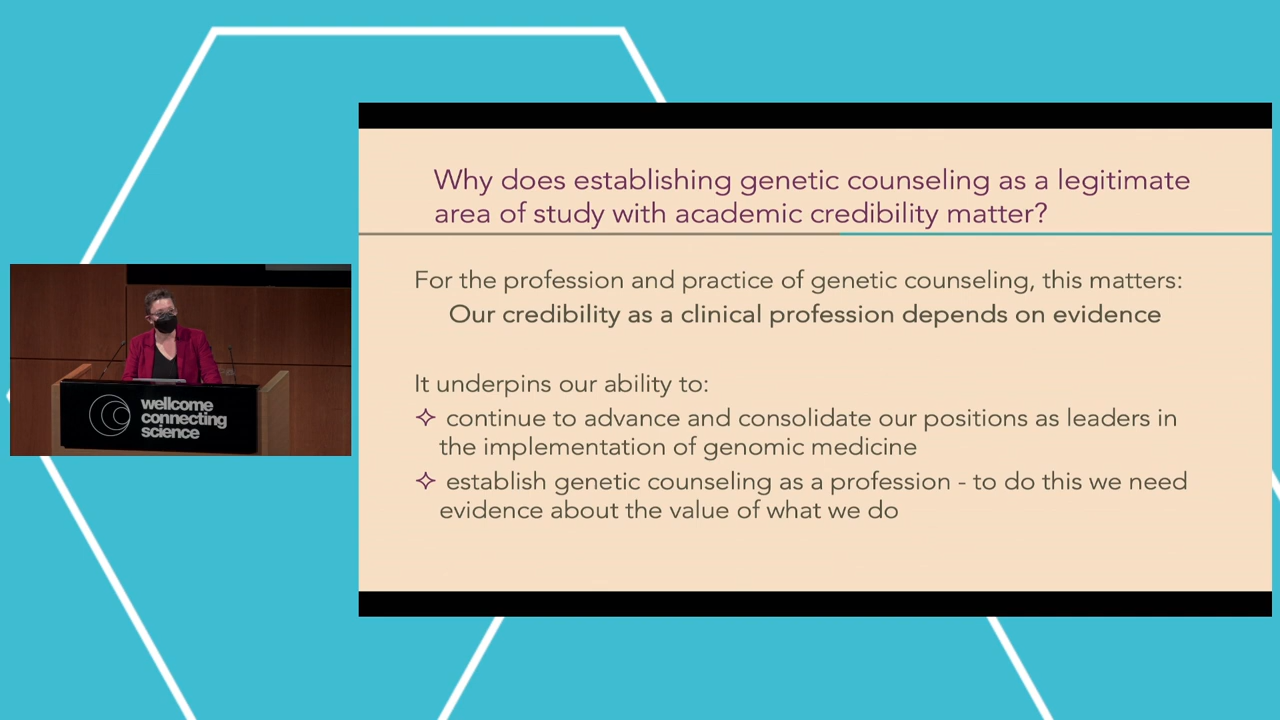 wellcome
connecting
science
Why does establishing genetic counseling as a legitimate
area of study with academic credibility matter?
For the profession and practice of genetic counseling, this matters:
Our credibility as a clinical profession depends on evidence
It underpins our ability to:
✧ continue to advance and consolidate our positions as leaders in
the implementation of genomic medicine
✧ establish genetic counseling as a profession - to do this we need
evidence about the value of what we do